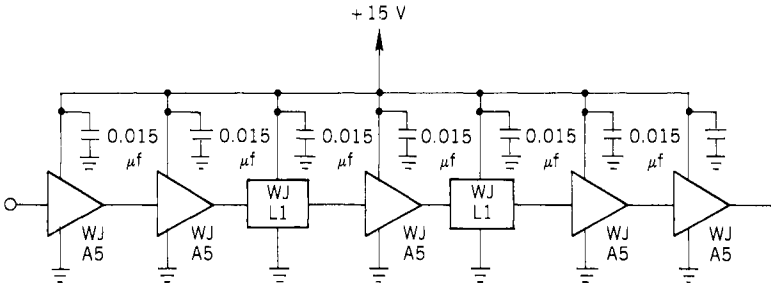 +15 V
0.015 0.015 0.015 0.015 0.015 0.015
μf μf μf μf μf μf
WJ WJ
L1 L1
WJ WJ WJ WJ WJ
A5 A5 A5 A5 A5